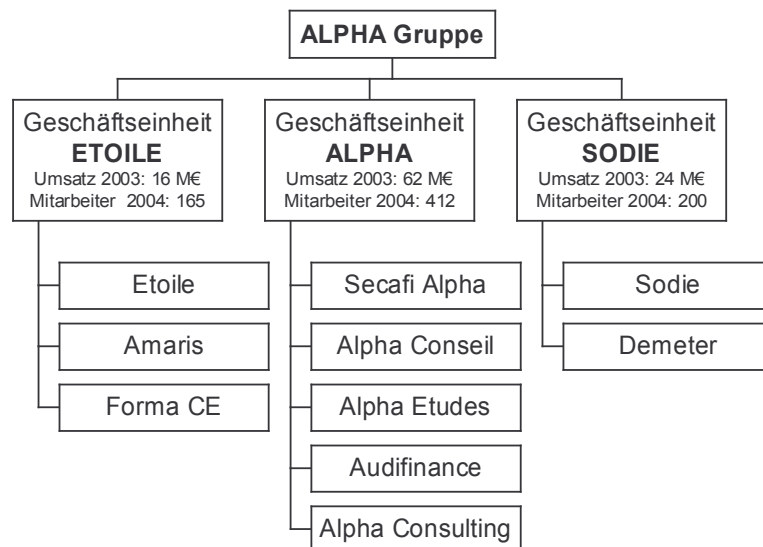 ALPHA Gruppe
Geschäftseinheit
ETOILE
Umsatz 2003: 16 M€
Mitarbeiter 2004: 165
Etoile
Amaris
Forma CE
Geschäftseinheit
ALPHA
Umsatz 2003: 62 M€
Mitarbeiter 2004: 412
Secafi Alpha
Alpha Conseil
Alpha Etudes
Audifinance
Alpha Consulting
Geschäftseinheit
SODIE
Umsatz 2003: 24 M€
Mitarbeiter 2004: 200
Sodie
Demeter